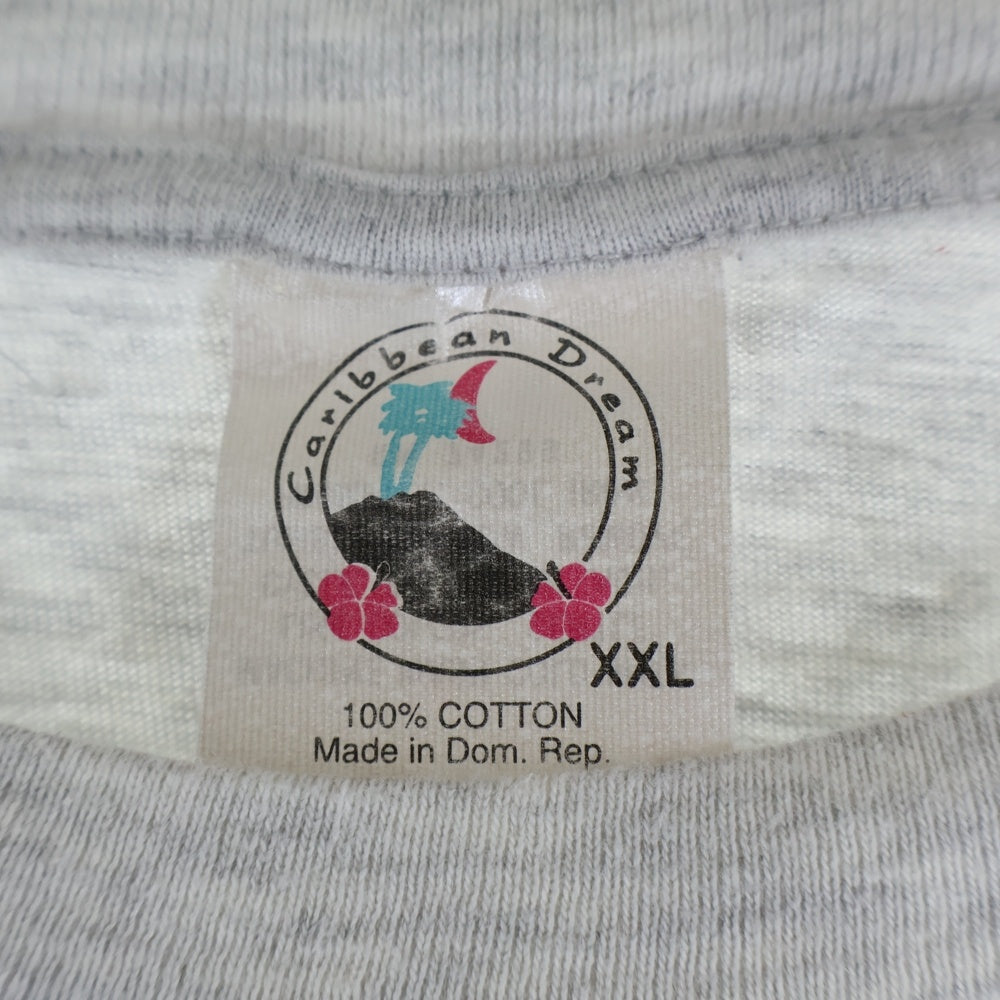 Caribbean Dream
XXL
100% COTTON
Made in Dom. Rep.